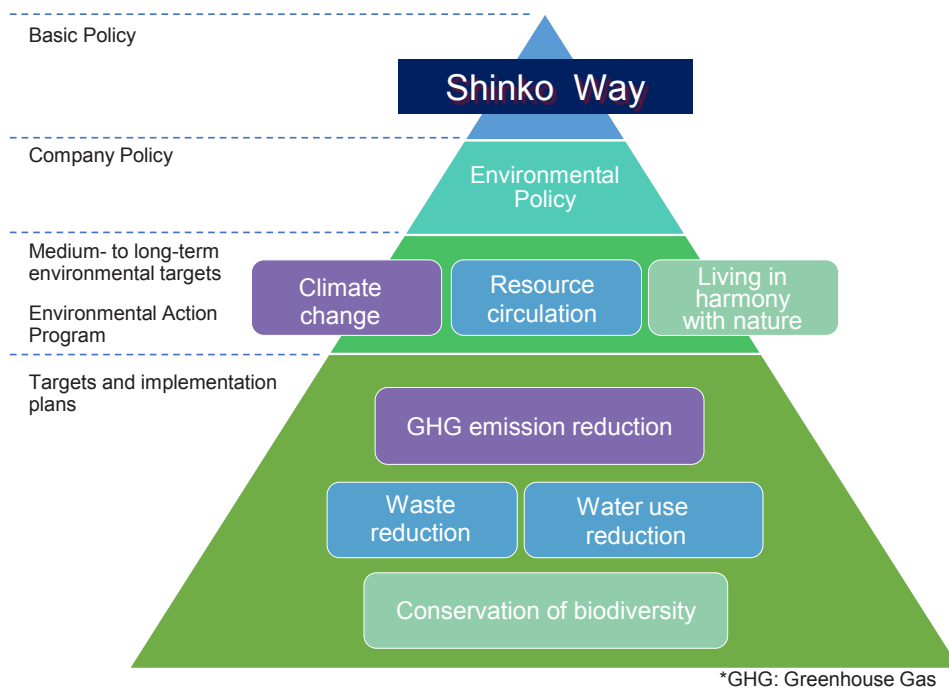 Basic Policy
Shinko Way
Company Policy
Environmental
Policy
Medium- to long-term
environmental targets
Environmental Action
Program
Climate
change
Resource
circulation
Living in
harmony
with nature
Targets and implementation
plans
GHG emission reduction
Waste
reduction
Water use
reduction
Conservation of biodiversity
*GHG: Greenhouse Gas